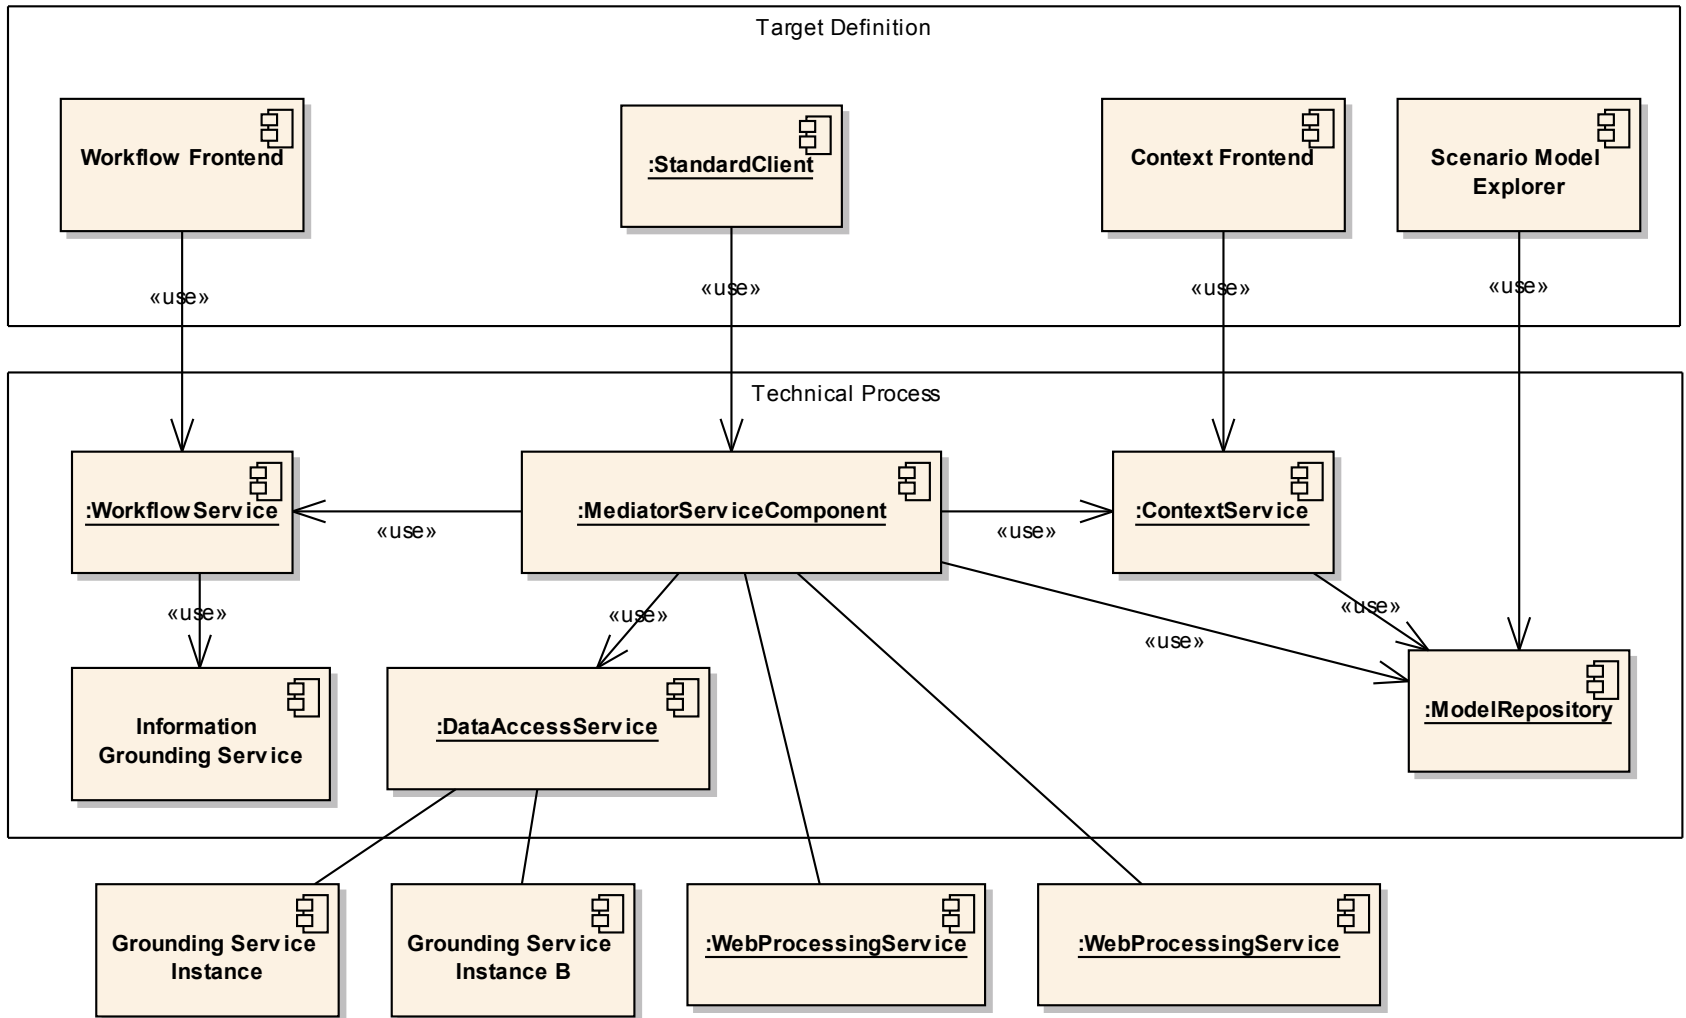 Target Definition
Workflow Frontend
:StandardClient
Context Frontend
Scenario Model
Explorer
«use»
«use»
«use»
«use»
Technical Process
:WorkflowService
:MediatorServiceComponent
:ContextService
«use»
«use»
«use»
«use»
«use»
«use»
Information
Grounding Service
:DataAccessService
:ModelRepository
Grounding Service
Instance
Grounding Service
Instance B
:WebProcessingService
:WebProcessingService